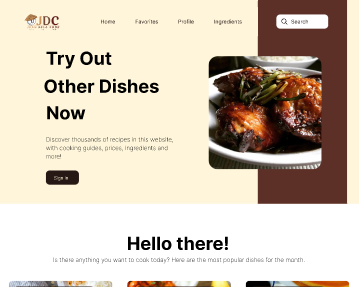 JDC
Home
Favorites
Profile
Ingredients
Search
Try Out
Other Dishes
Now
Discover thousands of recipes in this website,
with cooking guides, prices, ingredients and
more!
Sign in
Hello there!
Is there anything you want to cook today? Here are the most popular dishes for the month.